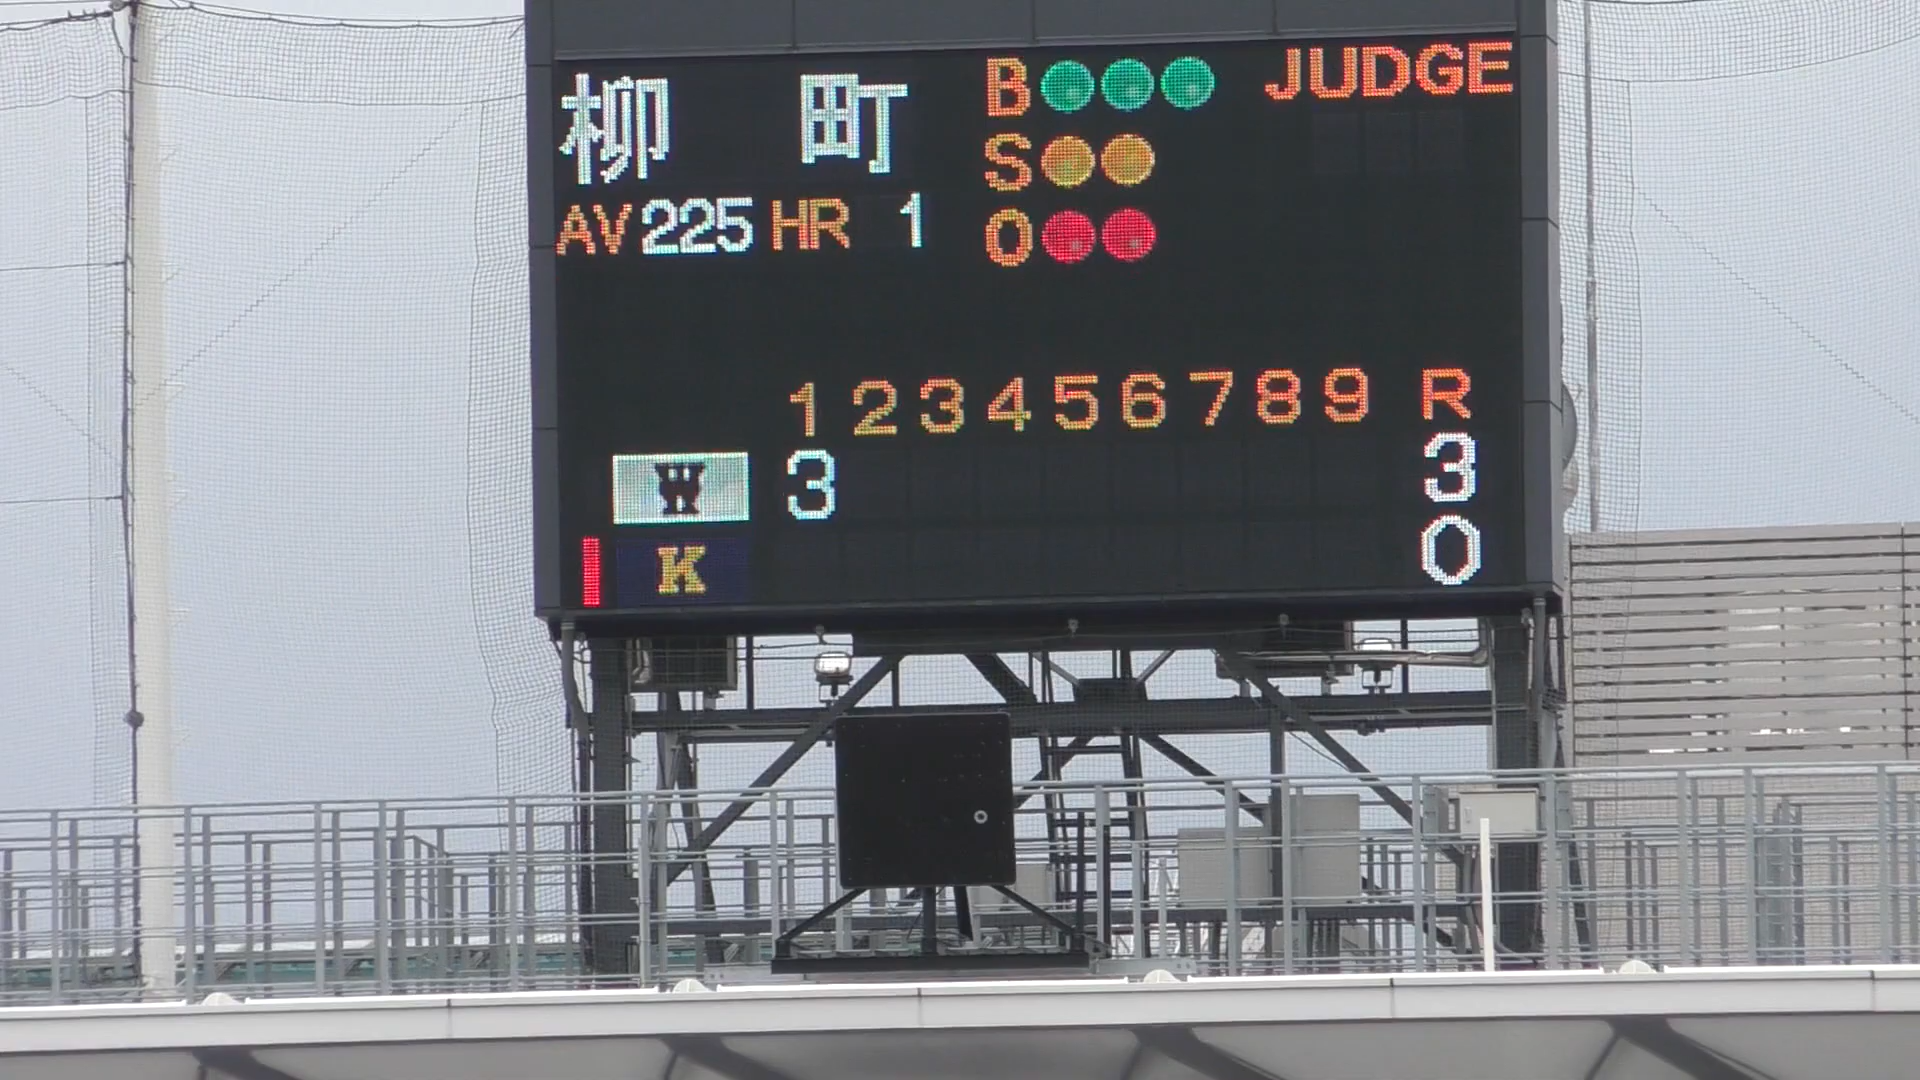 柳 町 B JUDGE
S
AV 225 HR 1 O
1 2 3 4 5 6 7 8 9 R
W 3 3
K 0